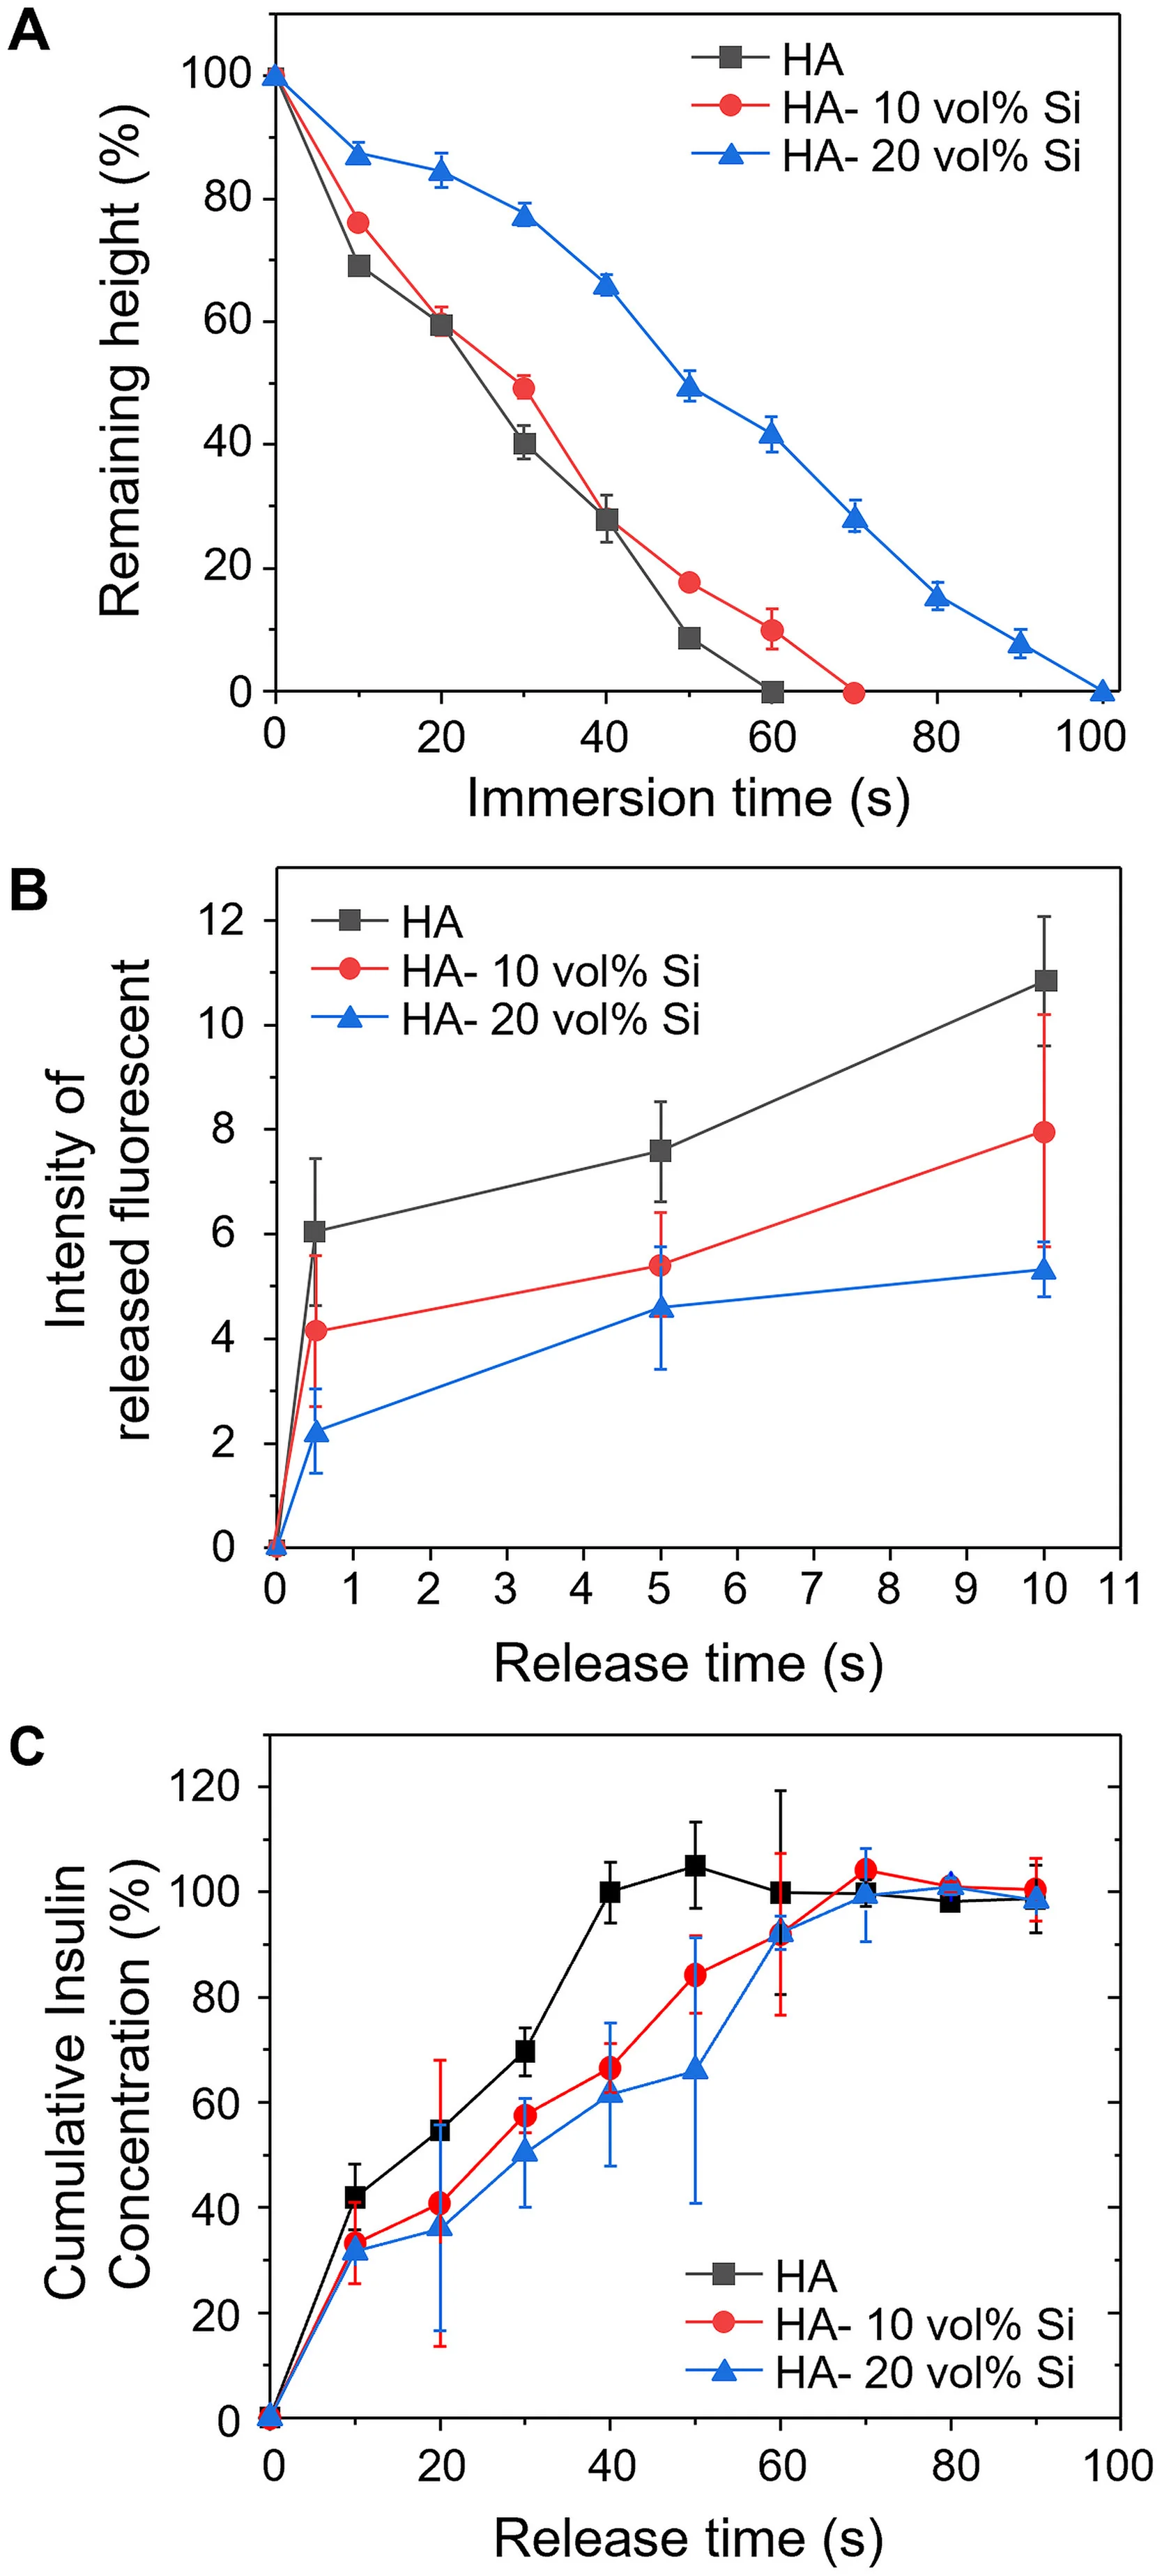 A
Remaining height (%)
100
80
60
40
20
0
HA
HA- 10 vol% Si
HA- 20 vol% Si
0 20 40 60 80 100
Immersion time (s)
B
Intensity of
released fluorescent
12
10
8
6
4
2
0
HA
HA- 10 vol% Si
HA- 20 vol% Si
0 1 2 3 4 5 6 7 8 9 10 11
Release time (s)
C
Cumulative Insulin
Concentration (%)
120
100
80
60
40
20
0
HA
HA- 10 vol% Si
HA- 20 vol% Si
0 20 40 60 80 100
Release time (s)